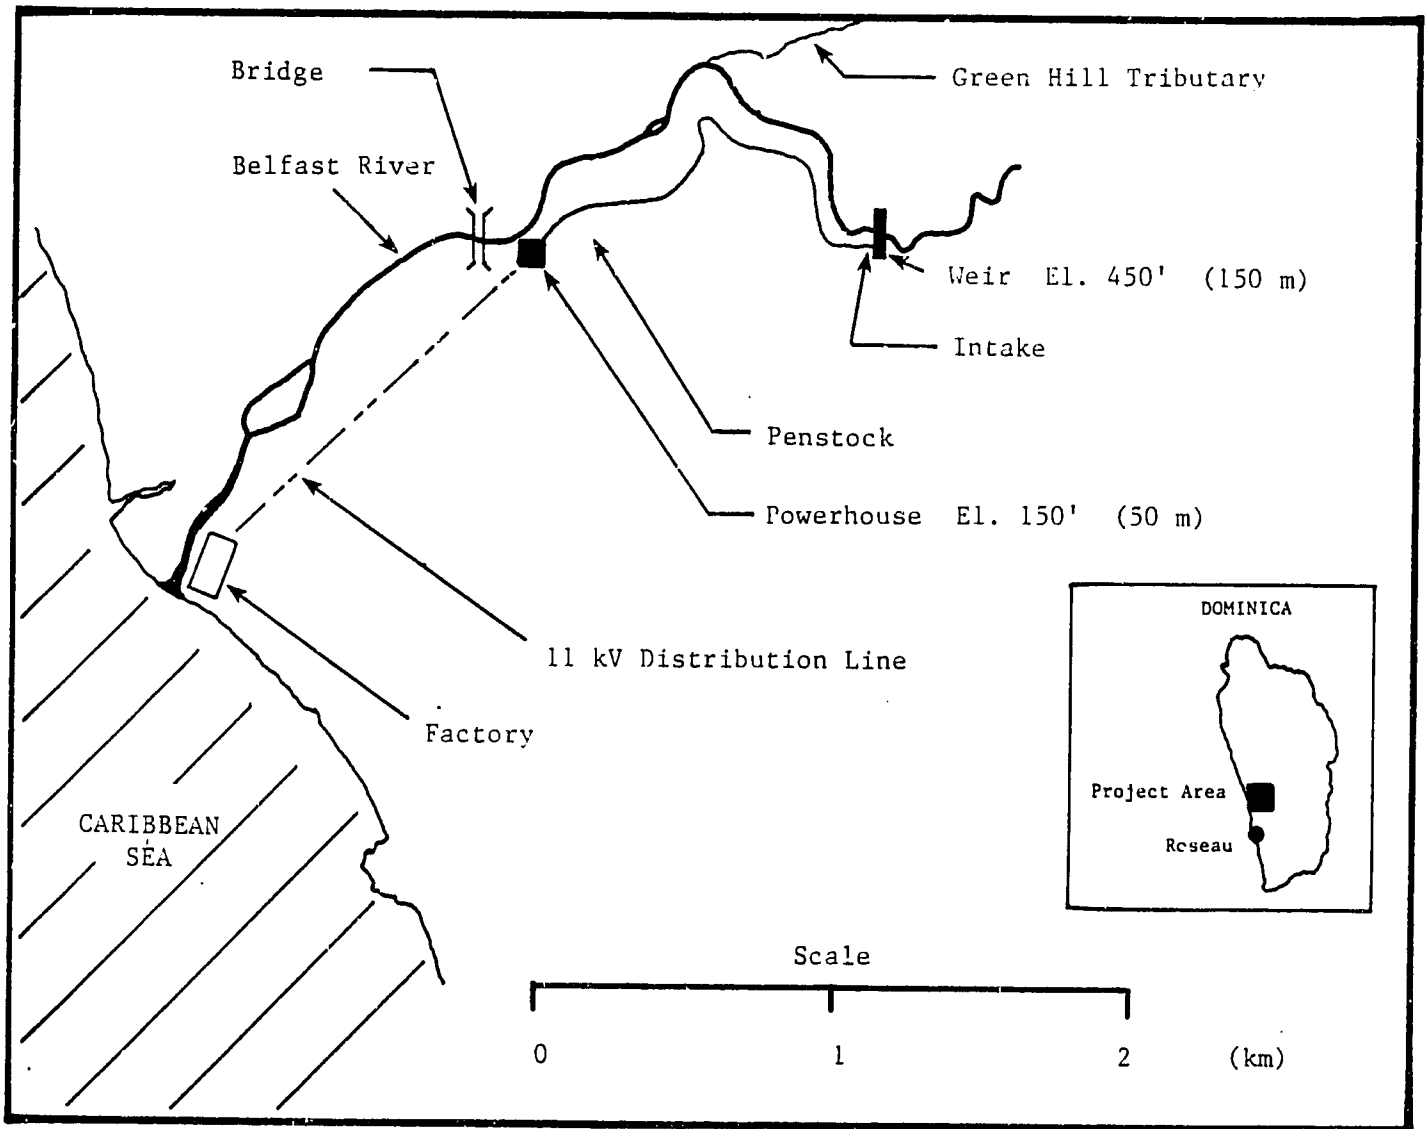 Bridge
Green Hill Tributary
Belfast River
Weir El. 450' (150 m)
Intake
Penstock
Powerhouse El. 150' (50 m)
11 kV Distribution Line
Factory
CARIBBEAN
SEA
DOMINICA
Project Area
Roseau
Scale
0 1 2 (km)